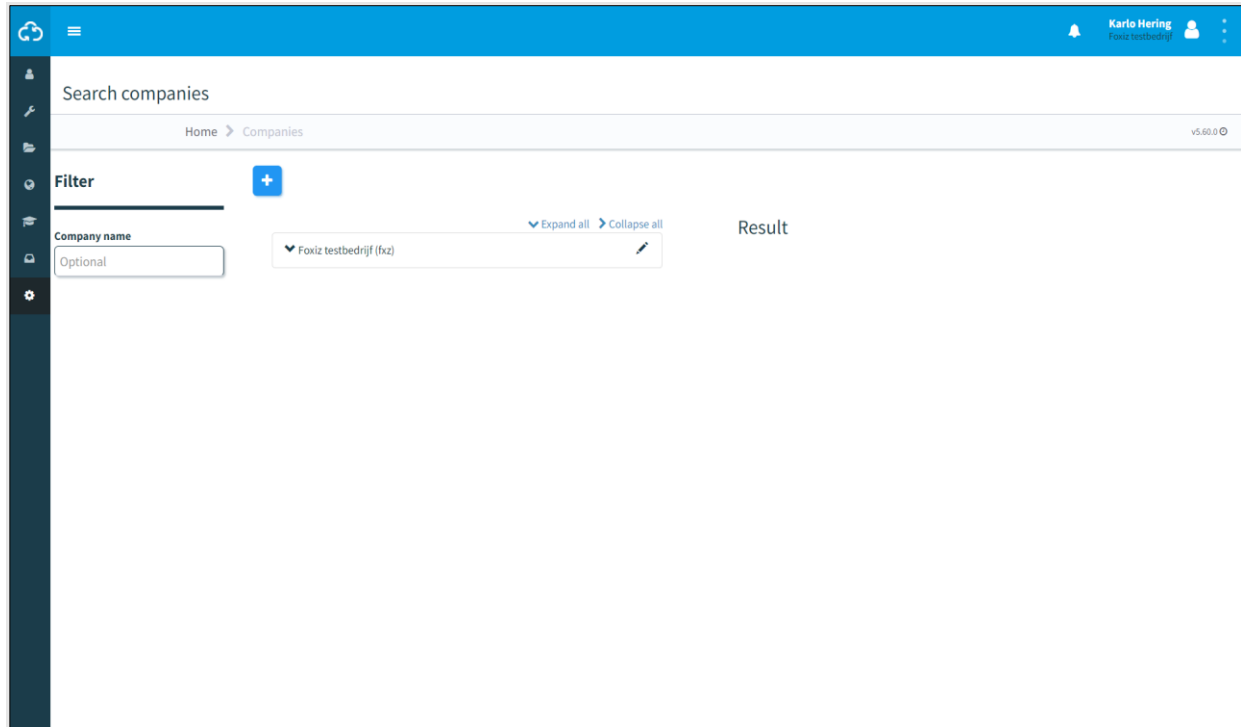 Karlo Hering
Foxiz testbedrijf
Search companies
Home Companies
v5.60.0
Filter
Expand all Collapse all
Result
Company name
Optional
Foxiz testbedrijf (fxz)